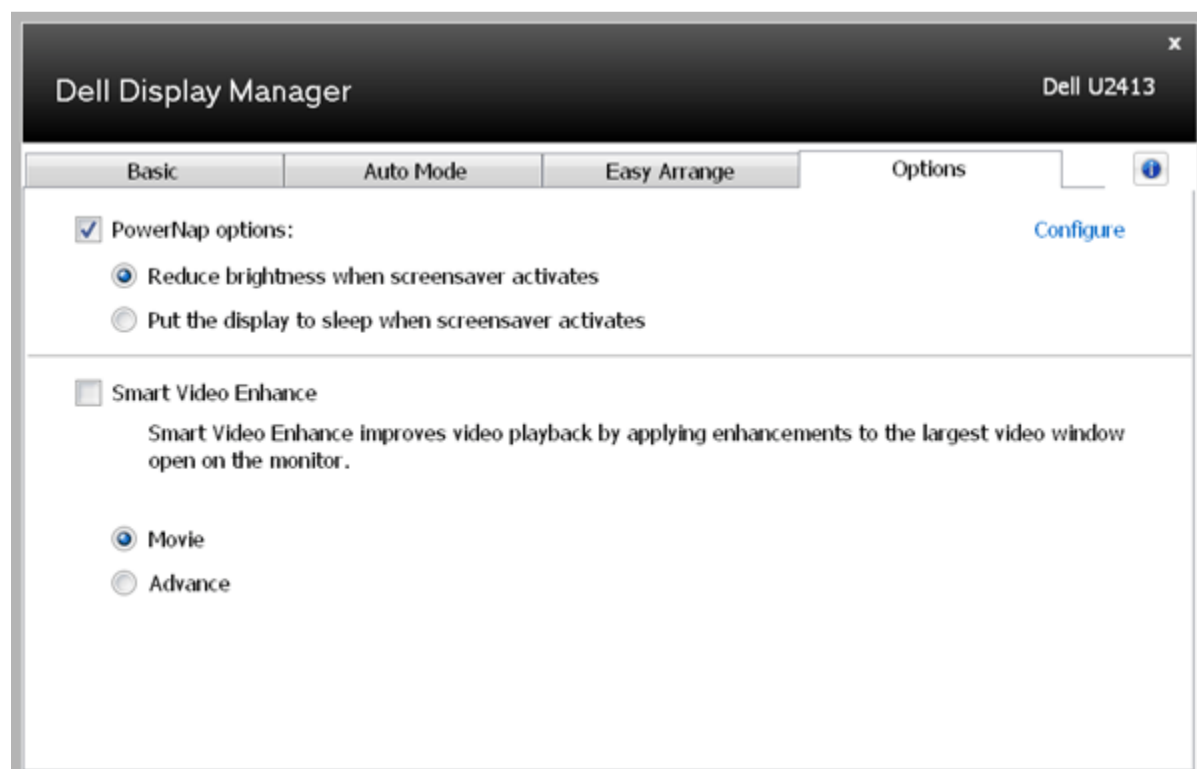 x
Dell Display Manager
Dell U2413
Basic
Auto Mode
Easy Arrange
Options
i
PowerNap options:
Configure
Reduce brightness when screensaver activates
Put the display to sleep when screensaver activates
Smart Video Enhance
Smart Video Enhance improves video playback by applying enhancements to the largest video window
open on the monitor.
Movie
Advance